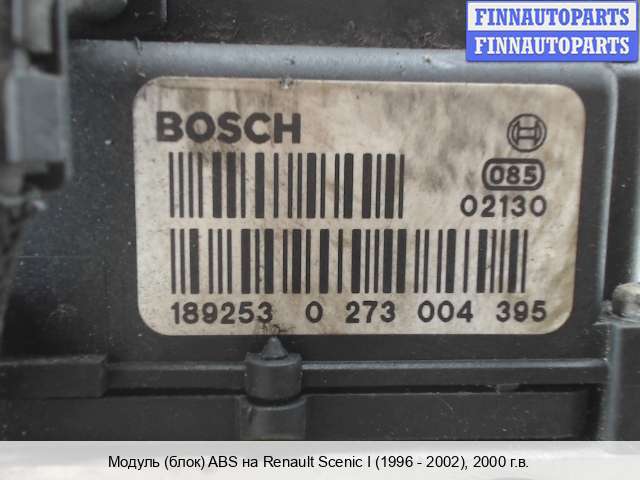 FINNAUTOPARTS
FINNAUTOPARTS
BOSCH
085
02130
189253 0 273 004 395
Модуль (блок) ABS на Renault Scenic I (1996 - 2002), 2000 г.в.